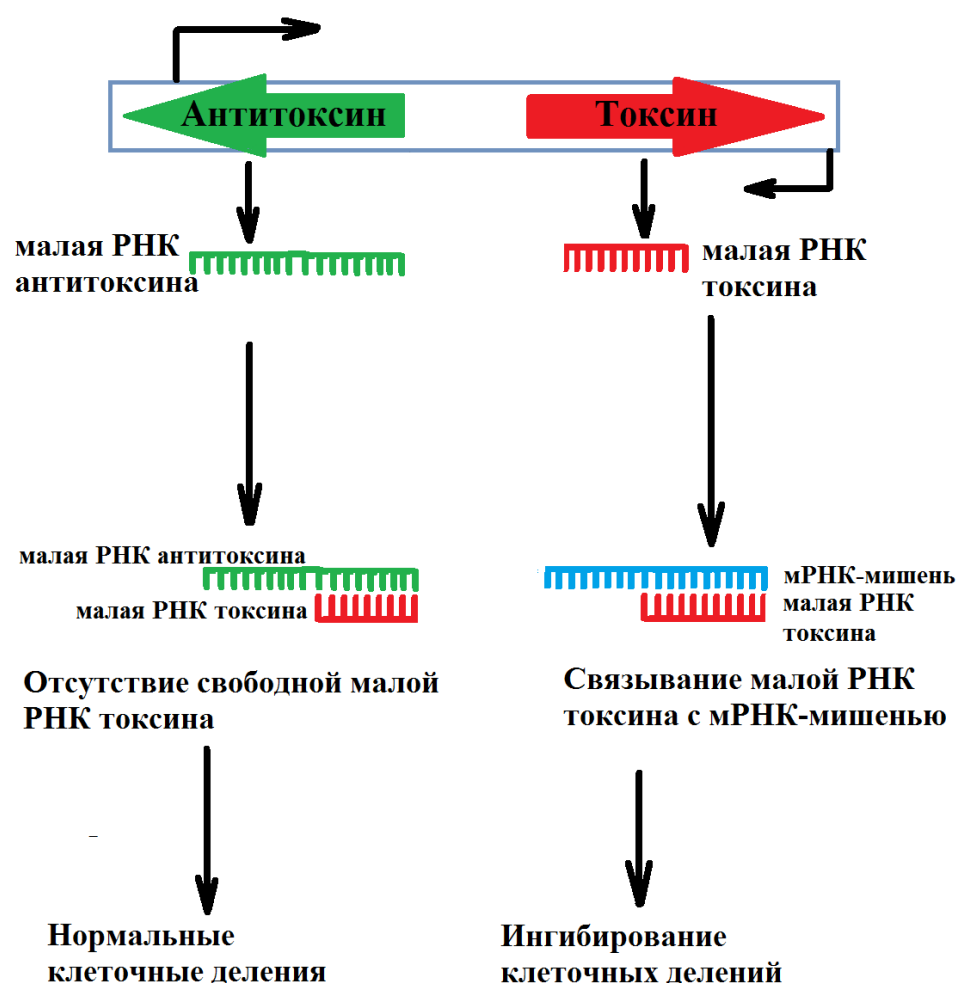 Антитоксин
Токсин
малая РНК
антитоксина
малая РНК
токсина
малая РНК антитоксина
малая РНК токсина
мРНК-мишень
малая РНК
токсина
Отсутствие свободной малой
РНК токсина
Связывание малой РНК
токсина с мРНК-мишенью
Нормальные
клеточные деления
Ингибирование
клеточных делений